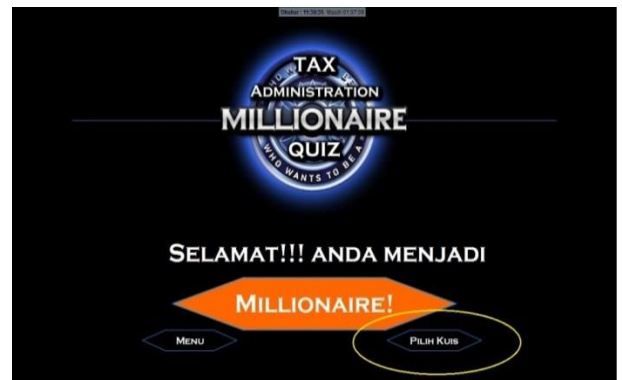 TAX
ADMINISTRATION
MILLIONAIRE
QUIZ
WHO WANTS TO BE A
SELAMAT!!! ANDA MENJADI
MILLIONAIRE!
MENU
PILIH KUIS